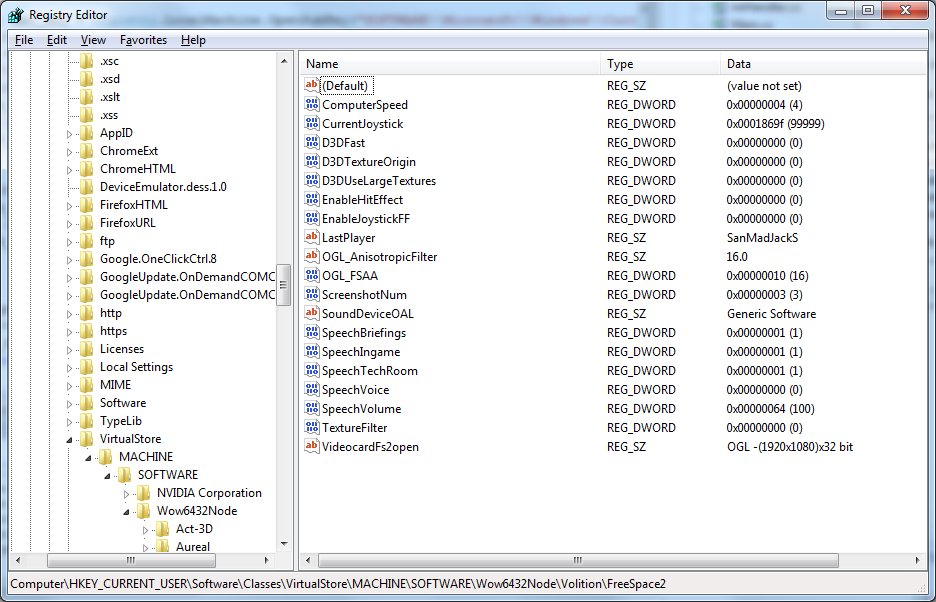 Registry Editor
File Edit View Favorites Help
.xsc
.xsd
.xslt
.xss
AppID
ChromeExt
ChromeHTML
DeviceEmulator.dess.1.0
FirefoxHTML
FirefoxURL
ftp
Google.OneClickCtrl.8
GoogleUpdate.OnDemandCOMC
GoogleUpdate.OnDemandCOMC
http
https
Licenses
Local Settings
MIME
Software
TypeLib
VirtualStore
MACHINE
SOFTWARE
NVIDIA Corporation
Wow6432Node
Act-3D
Aureal
Name Type Data
ab (Default) REG_SZ (value not set)
ComputerSpeed REG_DWORD 0x00000004 (4)
CurrentJoystick REG_DWORD 0x0001869f (99999)
D3DFast REG_DWORD 0x00000000 (0)
D3DTextureOrigin REG_DWORD 0x00000000 (0)
D3DUseLargeTextures REG_DWORD 0x00000000 (0)
EnableHitEffect REG_DWORD 0x00000000 (0)
EnableJoystickFF REG_DWORD 0x00000000 (0)
ab LastPlayer REG_SZ SanMadJackS
ab OGL_AnisotropicFilter REG_SZ 16.0
OGL_FSAA REG_DWORD 0x00000010 (16)
ScreenshotNum REG_DWORD 0x00000003 (3)
ab SoundDeviceOAL REG_SZ Generic Software
SpeechBriefings REG_DWORD 0x00000001 (1)
SpeechIngame REG_DWORD 0x00000001 (1)
SpeechTechRoom REG_DWORD 0x00000001 (1)
SpeechVoice REG_DWORD 0x00000000 (0)
SpeechVolume REG_DWORD 0x00000064 (100)
TextureFilter REG_DWORD 0x00000000 (0)
ab VideocardFs2open REG_SZ OGL -(1920x1080)x32 bit
Computer\HKEY_CURRENT_USER\Software\Classes\VirtualStore\MACHINE\SOFTWARE\Wow6432Node\Volition\FreeSpace2